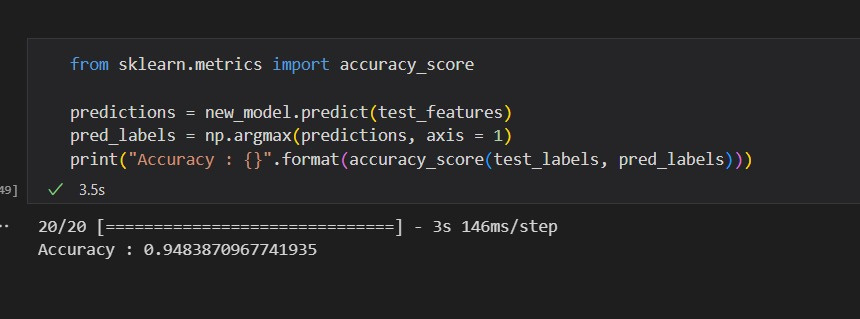 from sklearn.metrics import accuracy_score
predictions = new_model.predict(test_features)
pred_labels = np.argmax(predictions, axis = 1)
print("Accuracy : {}".format(accuracy_score(test_labels, pred_labels)))
49]
3.5s
20/20 [==============================] - 3s 146ms/step
Accuracy : 0.9483870967741935